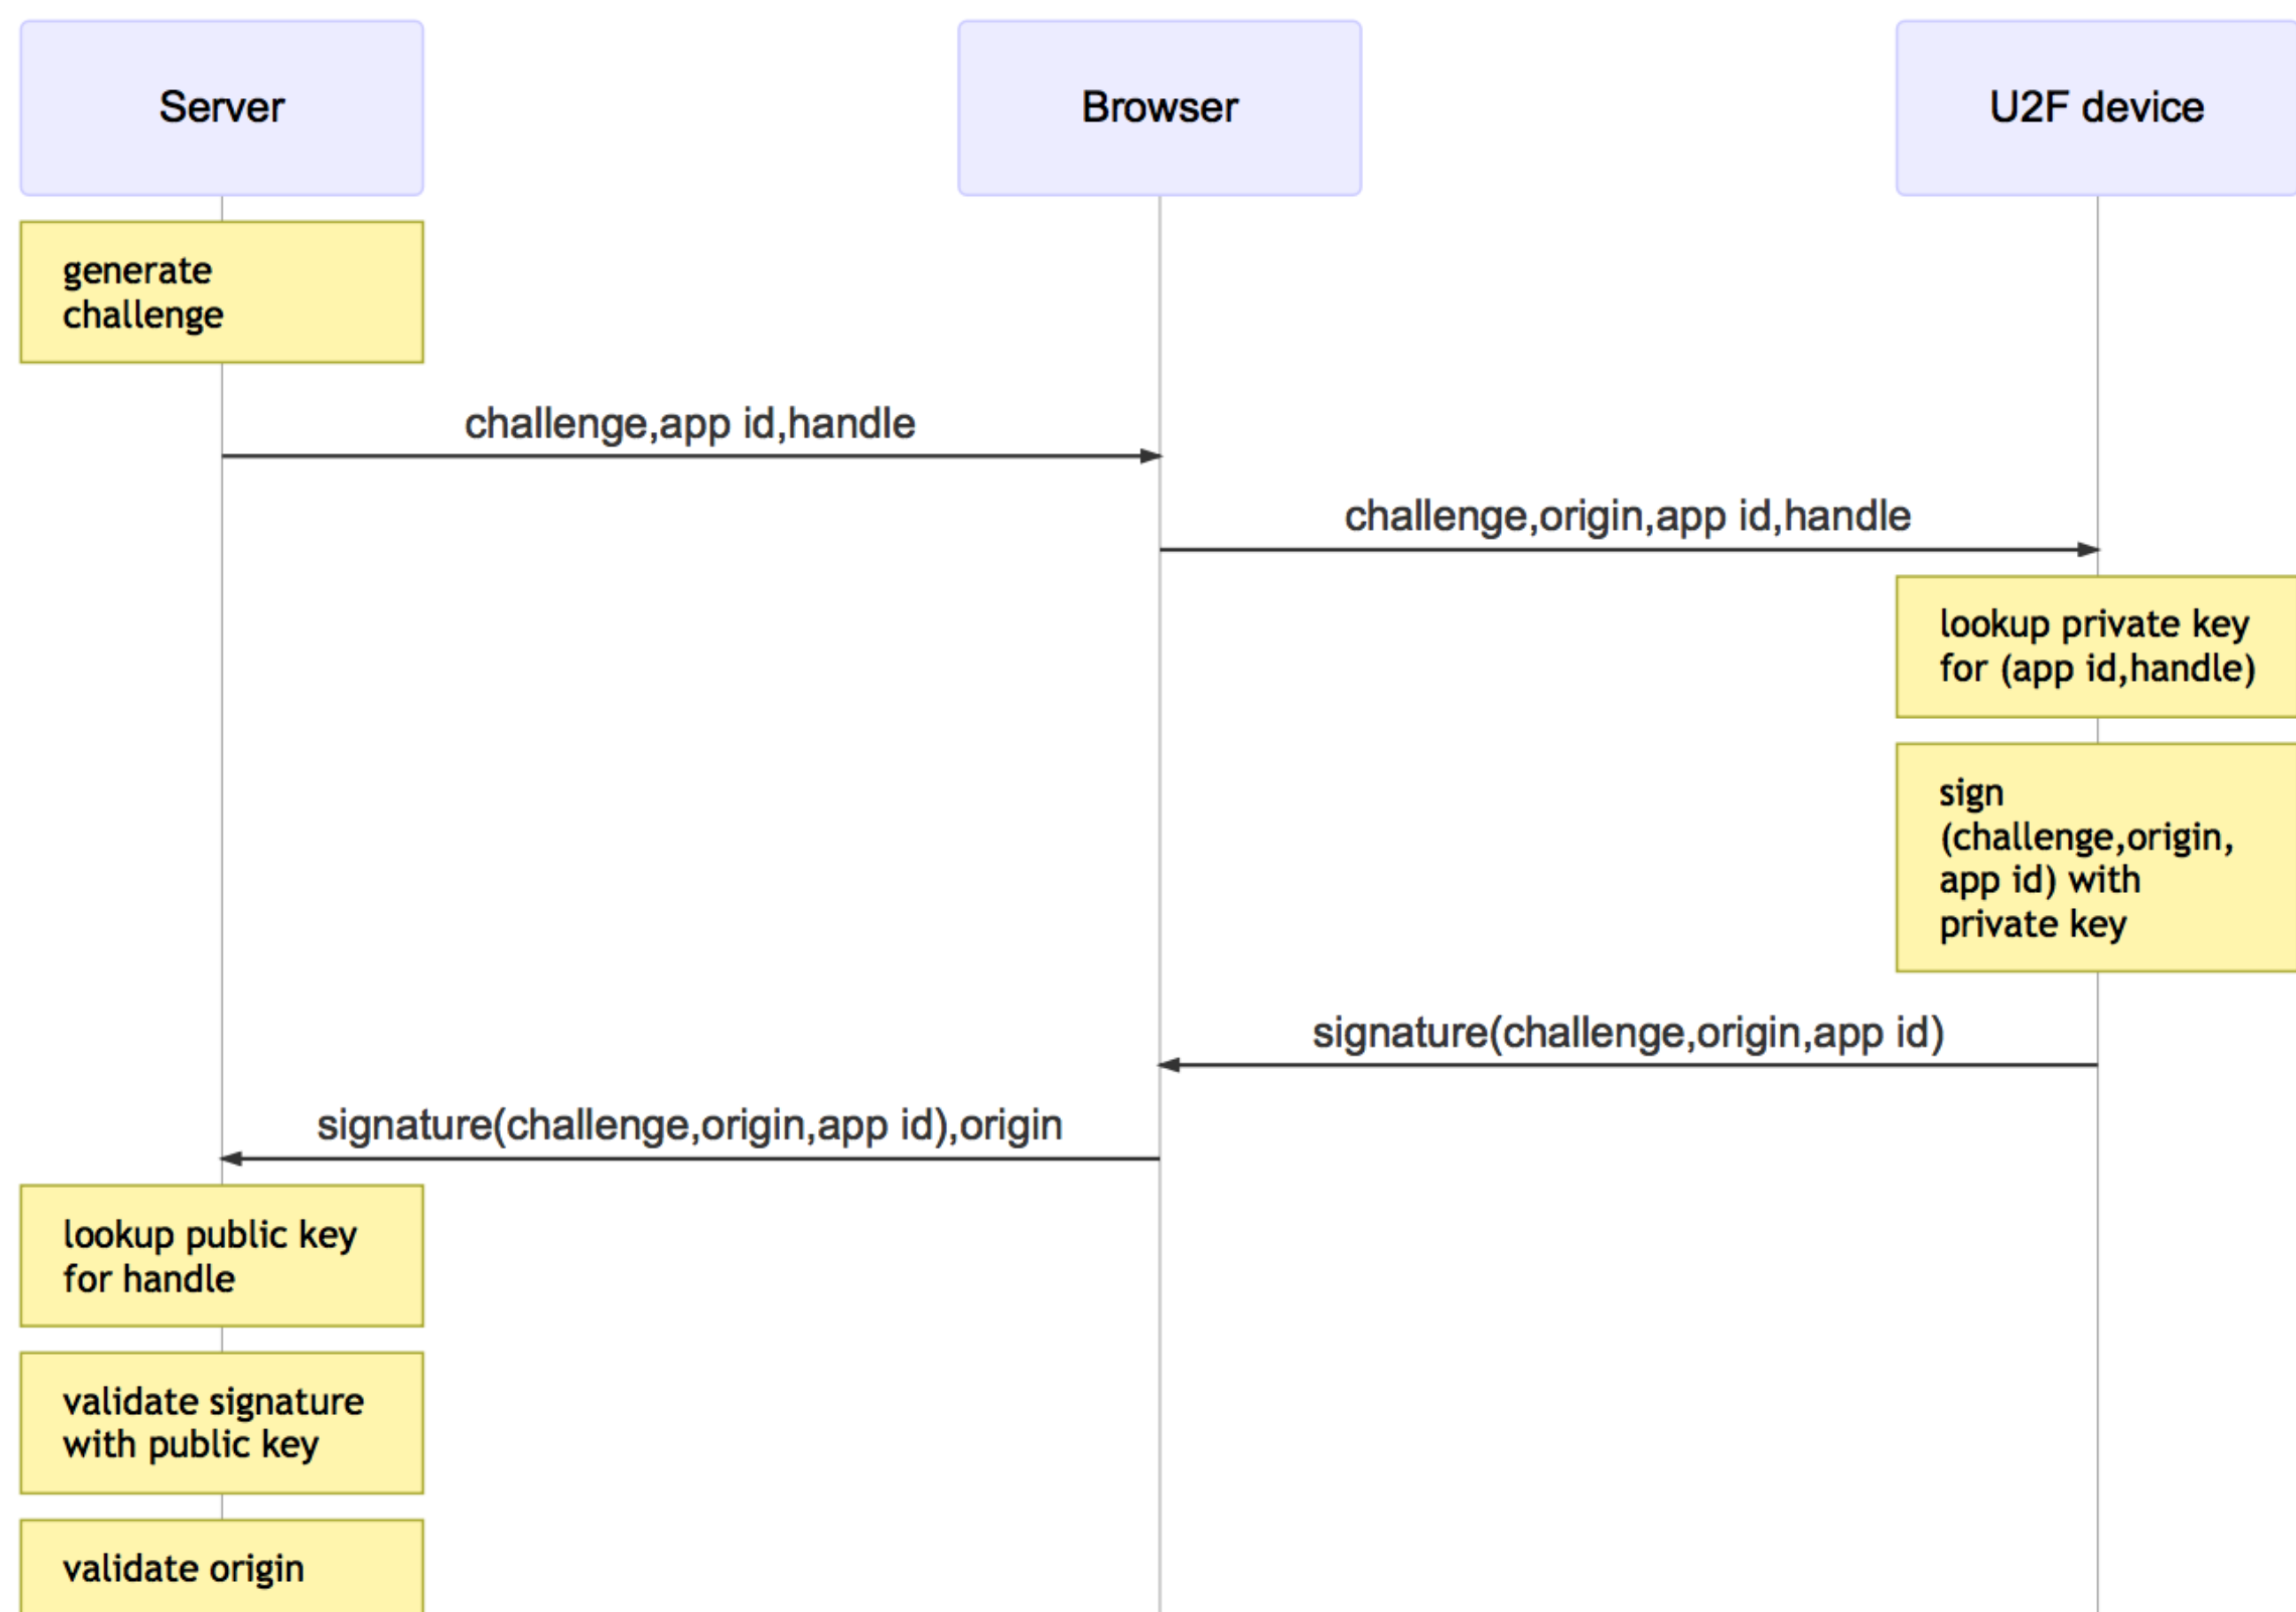 Server
Browser
U2F device
generate
challenge
challenge,app id,handle
challenge,origin,app id,handle
lookup private key
for (app id,handle)
sign
(challenge,origin,
app id) with
private key
signature(challenge,origin,app id)
signature(challenge,origin,app id),origin
lookup public key
for handle
validate signature
with public key
validate origin